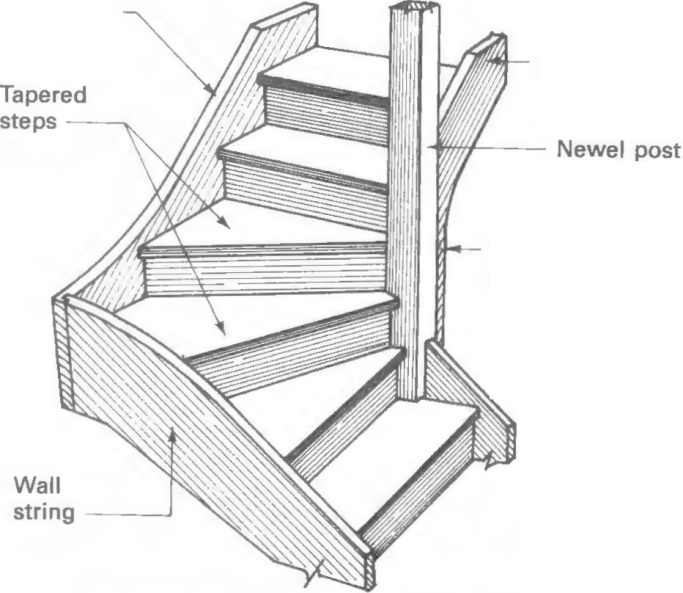 Tapered
steps
Newel post
Wall
string